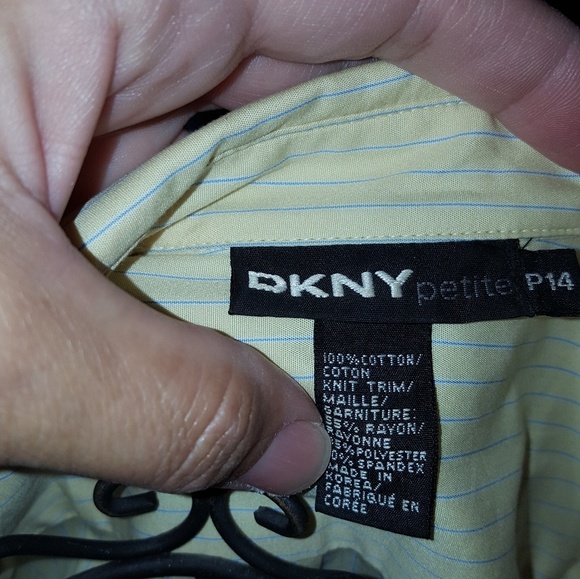 DKNY petite P14
100% COTTON/
COTON
KNIT TRIM/
MAILLE/
GARNITURE:
55% RAYON/
RAYONNE
POLYESTER
% SPANDEX
MADE IN
KOREA/
FABRIQUÉ EN
CORÉE